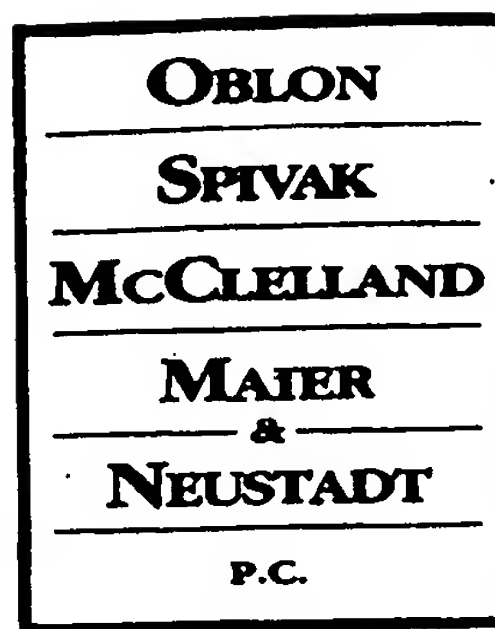 OBLON
SPIVAK
MCCLELLAND
MAIER
&
NEUSTADT
P.C.